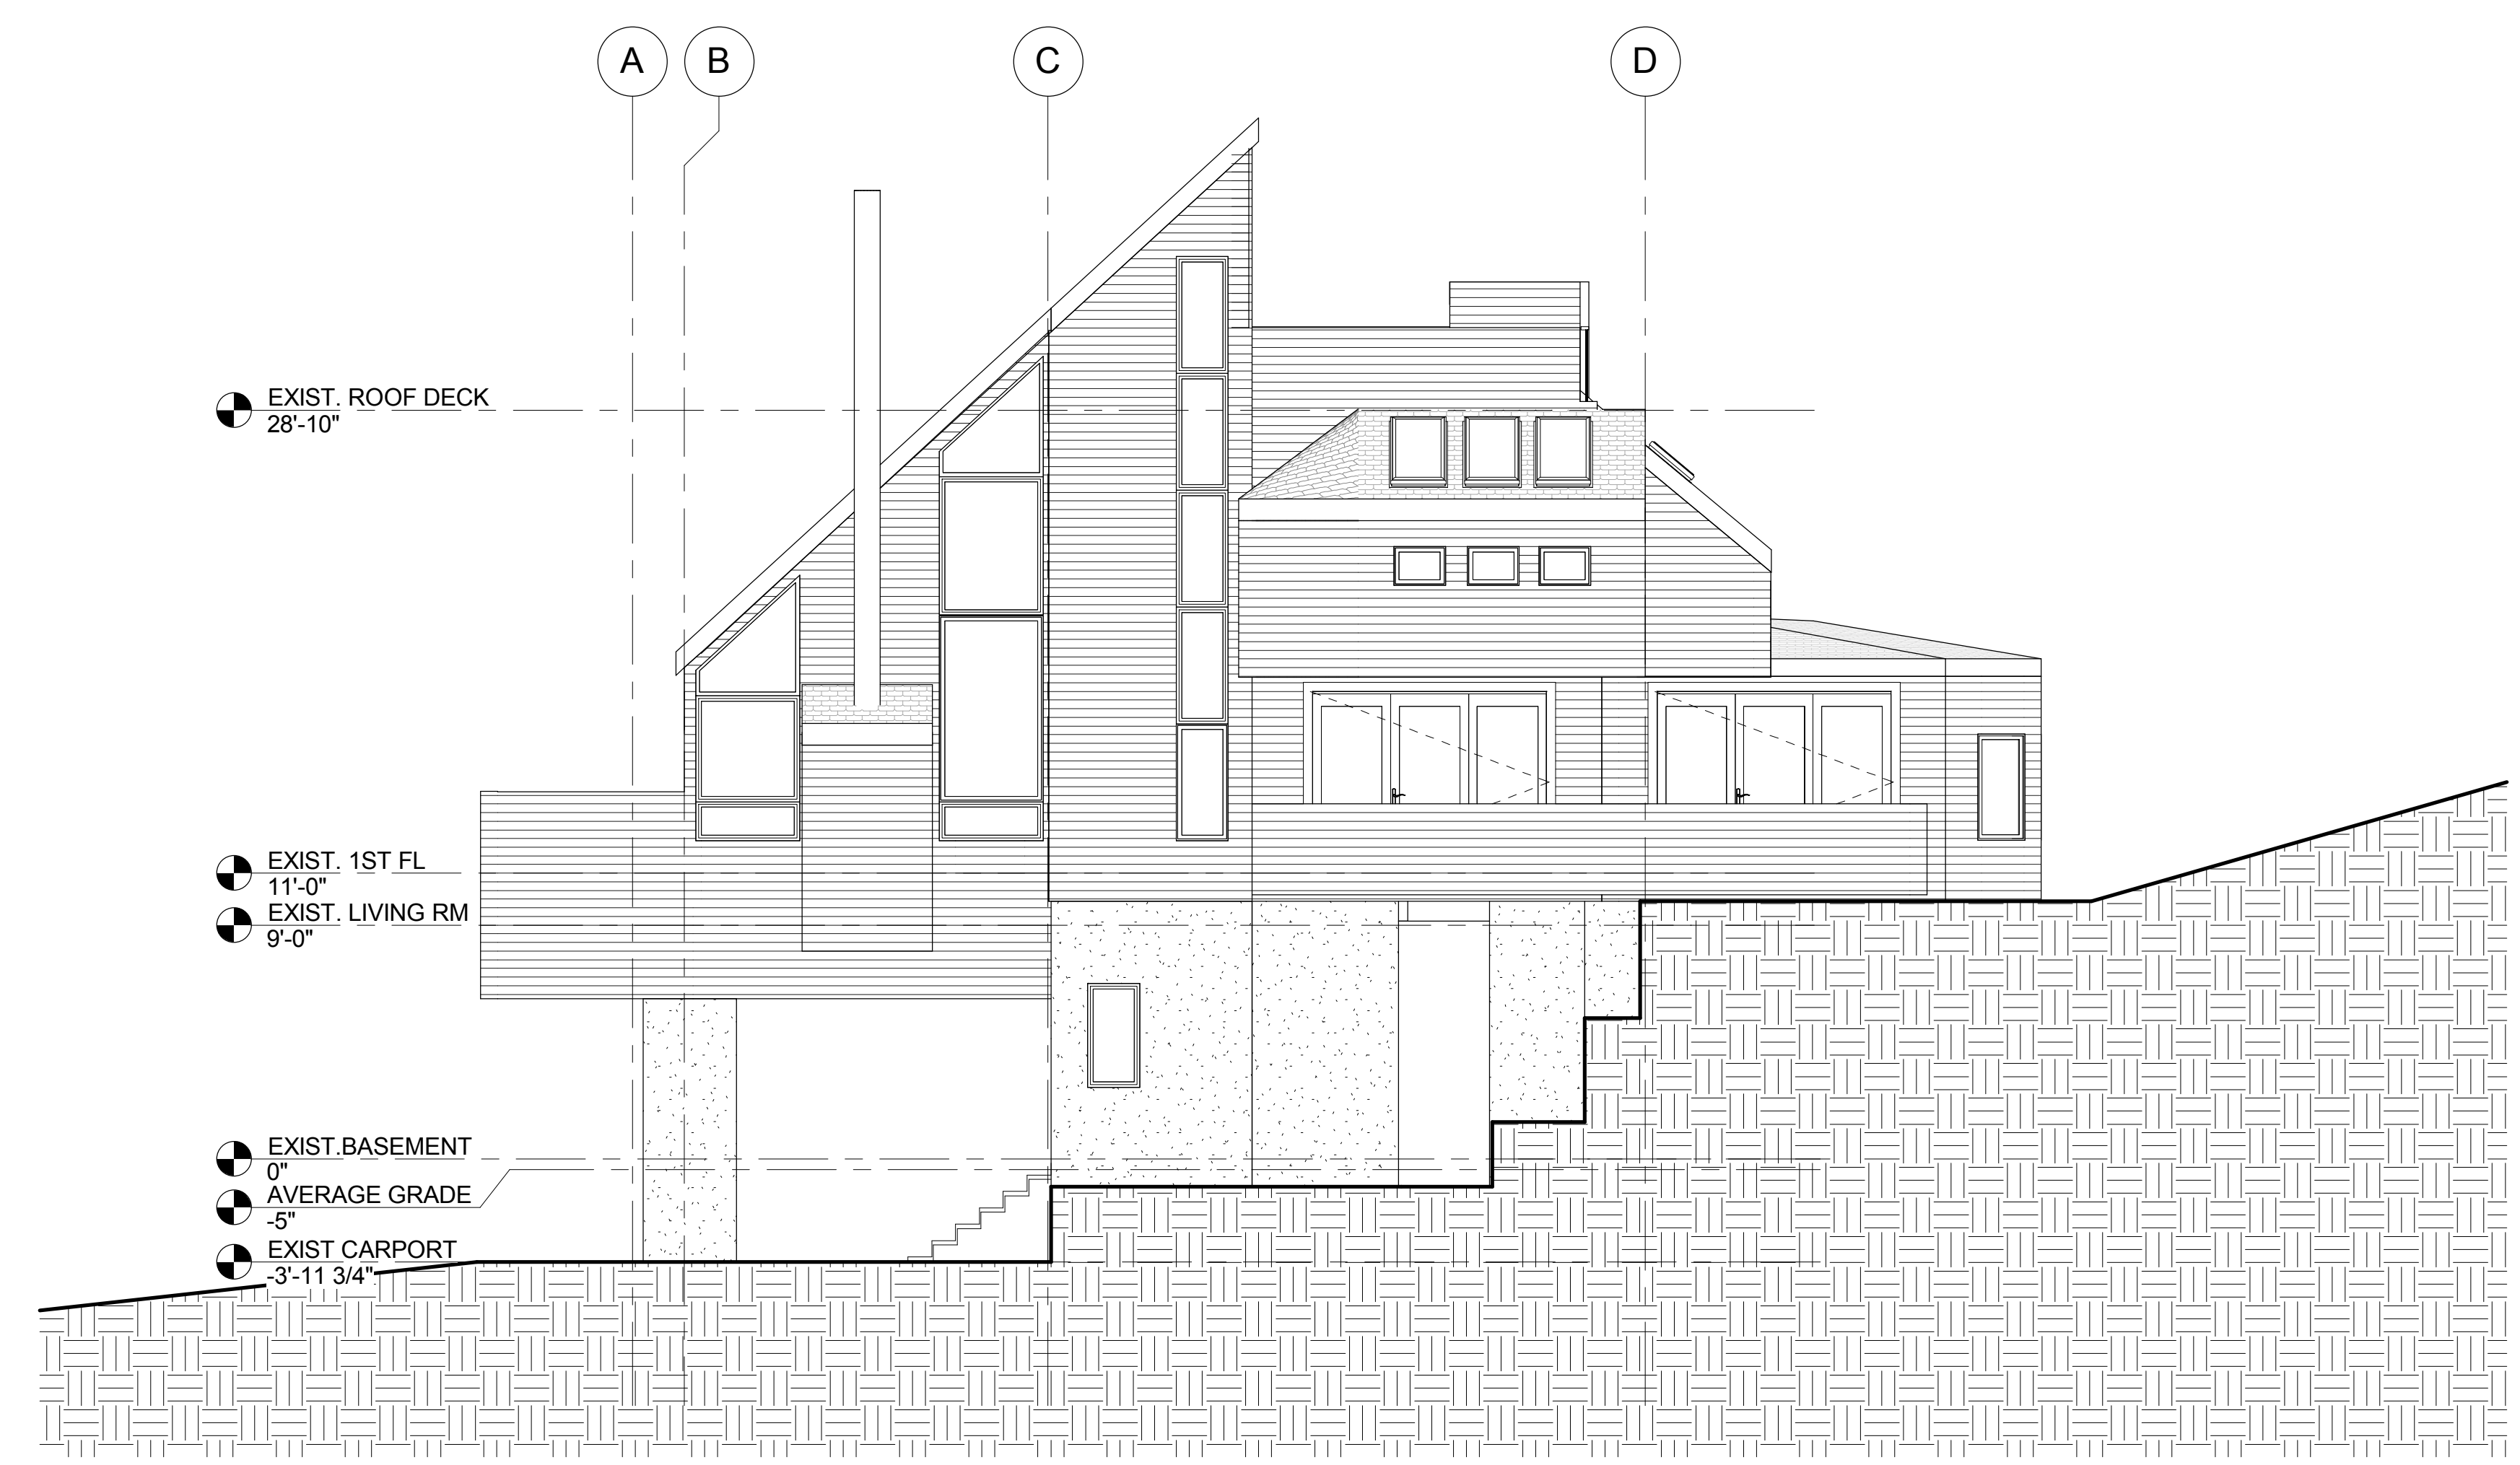 A
B
C
D
EXIST. ROOF DECK
28'-10"
EXIST. 1ST FL
11'-0"
EXIST. LIVING RM
9'-0"
EXIST.BASEMENT
0"
AVERAGE GRADE
-5"
EXIST CARPORT
-3'-11 3/4"